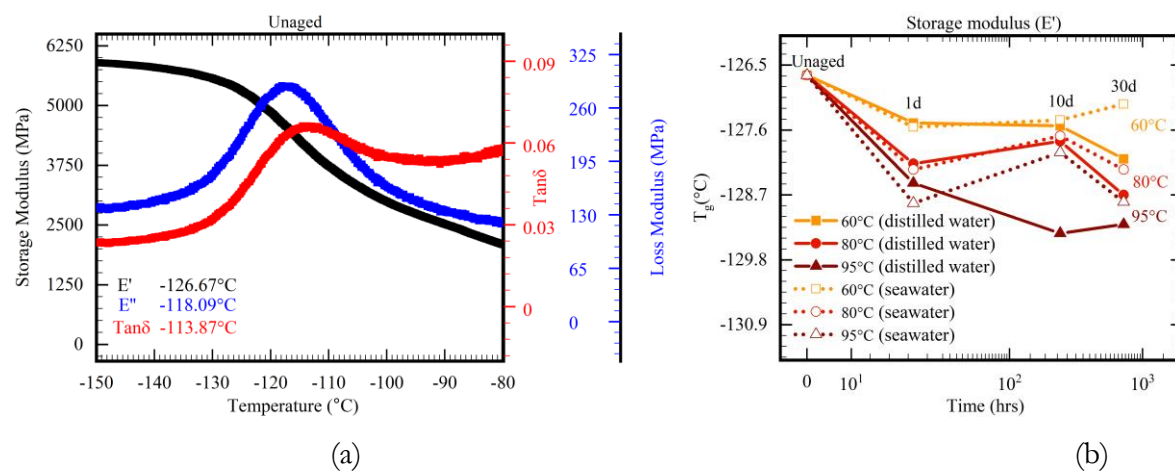 Unaged
6250
5000
3750
2500
1250
0
Storage Modulus (MPa)
E' -126.67°C
E'' -118.09°C
Tanδ -113.87°C
-150 -140 -130 -120 -110 -100 -90 -80
Temperature (°C)
0.09
0.06
0.03
0
Tanδ
325
260
195
130
65
0
Loss Modulus (MPa)
(a)
Storage modulus (E')
-126.5
-127.6
-128.7
-129.8
-130.9
Tg(°C)
Unaged
1d
10d
30d
60°C
80°C
95°C
60°C (distilled water)
80°C (distilled water)
95°C (distilled water)
60°C (seawater)
80°C (seawater)
95°C (seawater)
0 10¹ 10² 10³
Time (hrs)
(b)